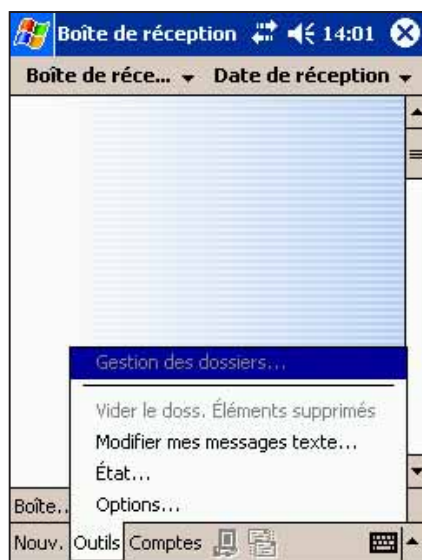 Boîte de réception 14:01
Boîte de réce... Date de réception
Gestion des dossiers...
Vider le doss. Éléments supprimés
Modifier mes messages texte...
État...
Boîte.. Options...
Nouv. Outils Comptes